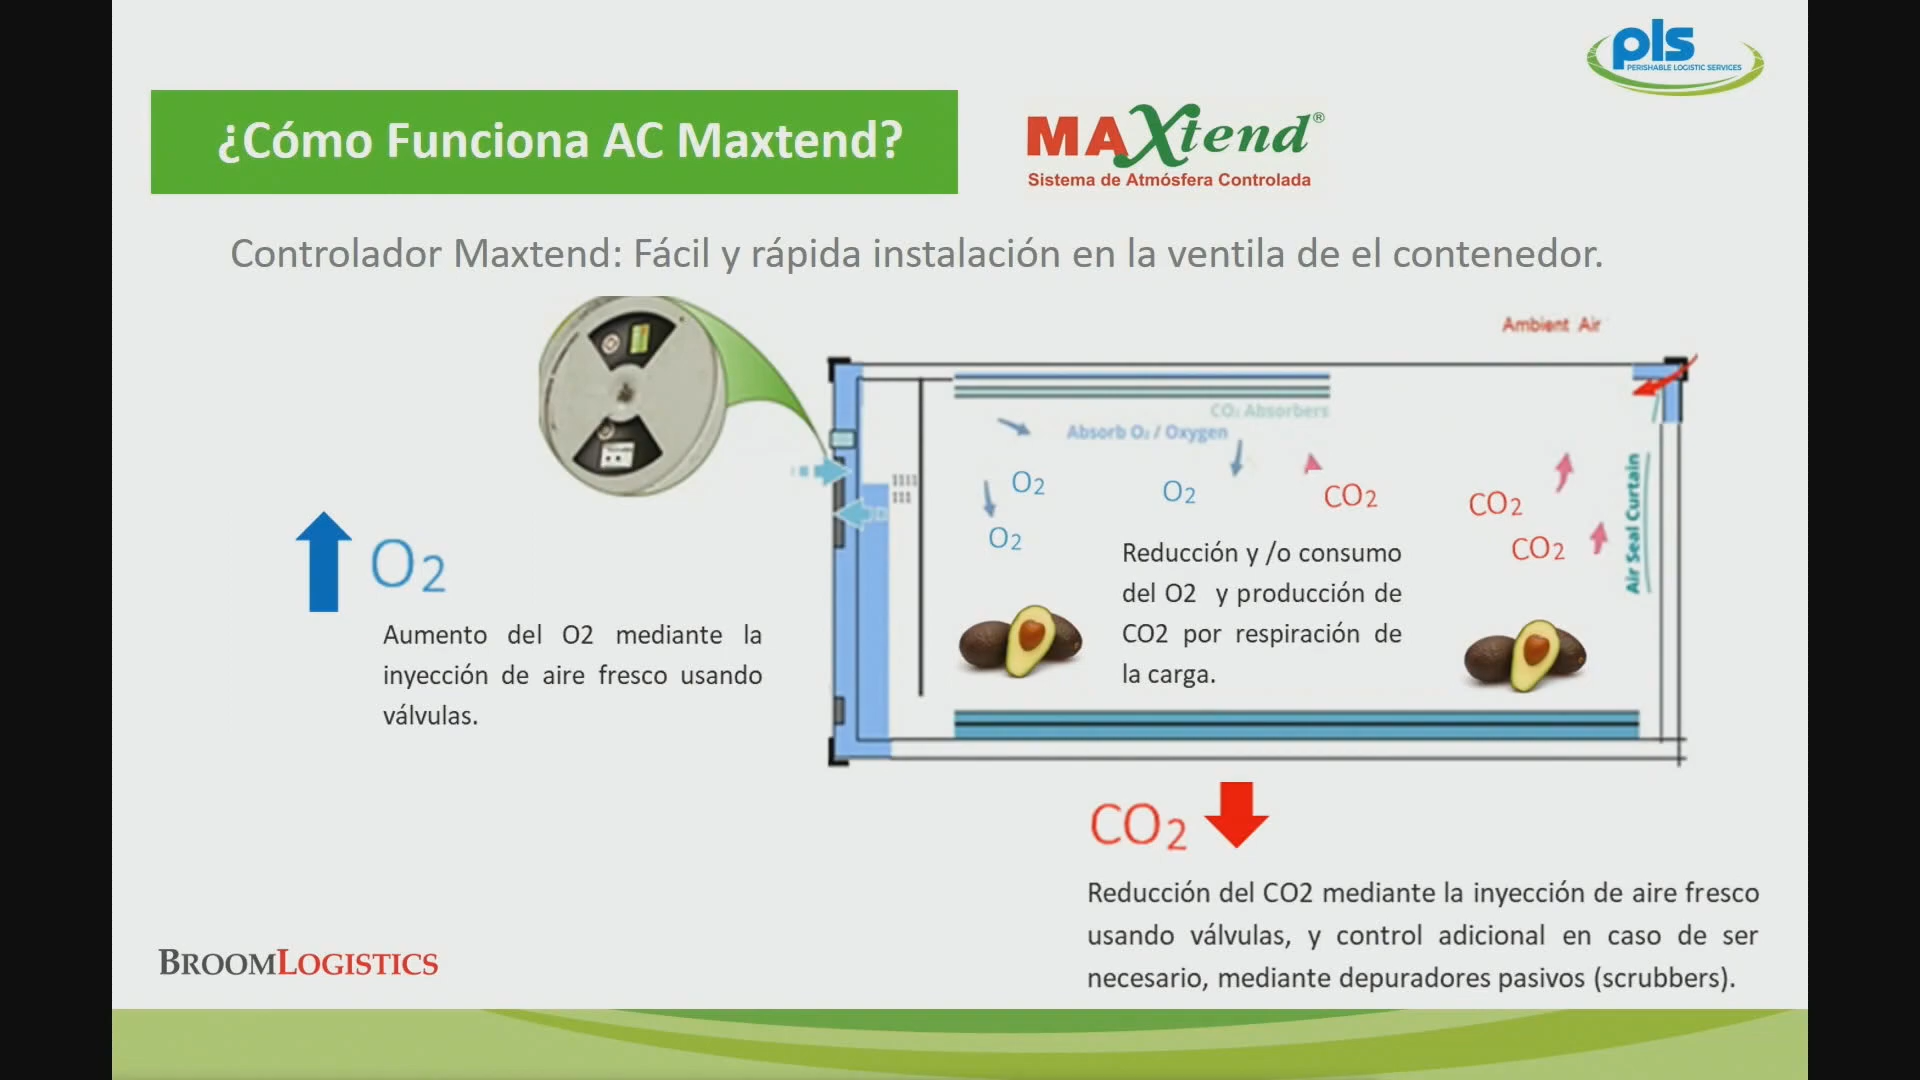 pls
PERISHABLE LOGISTIC SERVICES
¿Cómo Funciona AC Maxtend?
MAXtend®
Sistema de Atmósfera Controlada
Controlador Maxtend: Fácil y rápida instalación en la ventila de el contenedor.
Ambient Air
CO2 Absorbers
Absorb O2 / Oxygen
O2
O2
CO2
CO2
O2
CO2
Air Seal Curtain
O2
Aumento del O2 mediante la
inyección de aire fresco usando
válvulas.
Reducción y /o consumo
del O2 y producción de
CO2 por respiración de
la carga.
CO2
Reducción del CO2 mediante la inyección de aire fresco
usando válvulas, y control adicional en caso de ser
necesario, mediante depuradores pasivos (scrubbers).
BROOMLOGISTICS